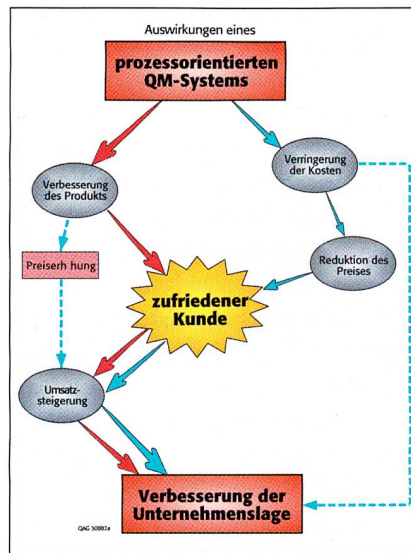 Auswirkungen eines
prozessorientierten
QM-Systems
Verbesserung
des Produkts
Verringerung
der Kosten
Preiserh hung
Reduktion des
Preises
zufriedener
Kunde
Umsatz-
steigerung
Verbesserung der
Unternehmenslage
QAG 30882a